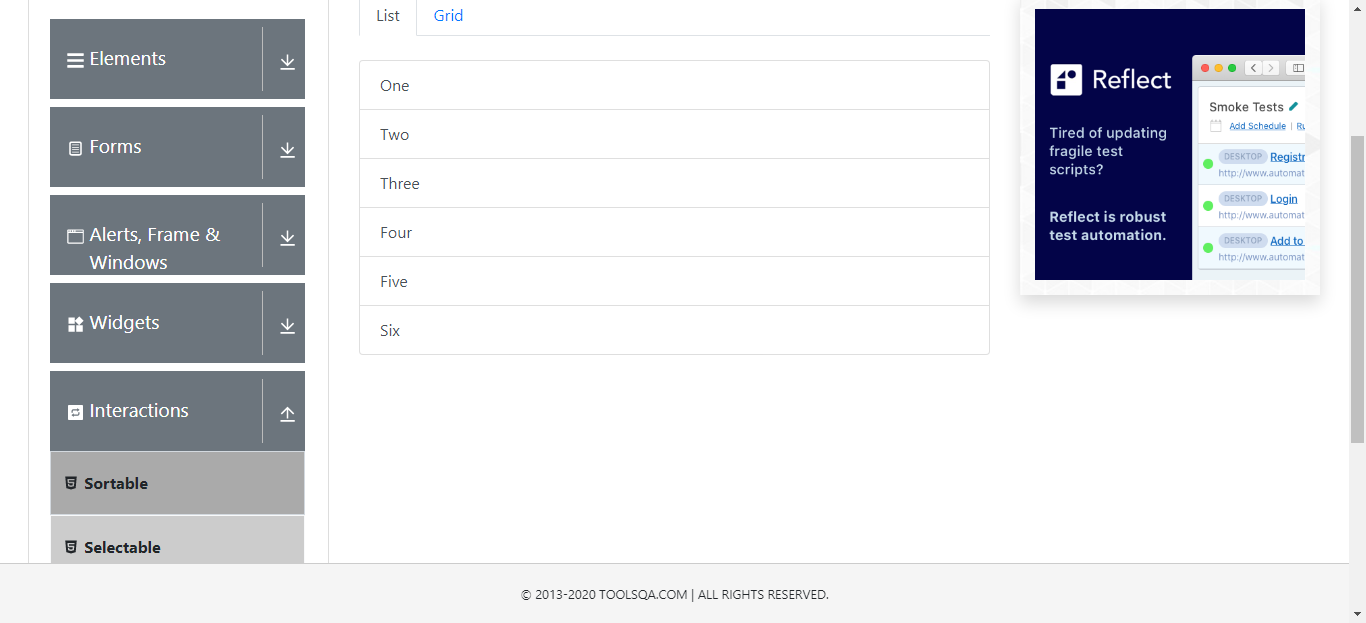 Elements
Forms
Alerts, Frame &
Windows
Widgets
Interactions
Sortable
Selectable
List
Grid
One
Two
Three
Four
Five
Six
Reflect
Tired of updating
fragile test
scripts?
Reflect is robust
test automation.
Smoke Tests
Add Schedule | Ru
DESKTOP Registr
http://www.automat
DESKTOP Login
http://www.automat
DESKTOP Add to
http://www.automat
© 2013-2020 TOOLSQA.COM | ALL RIGHTS RESERVED.